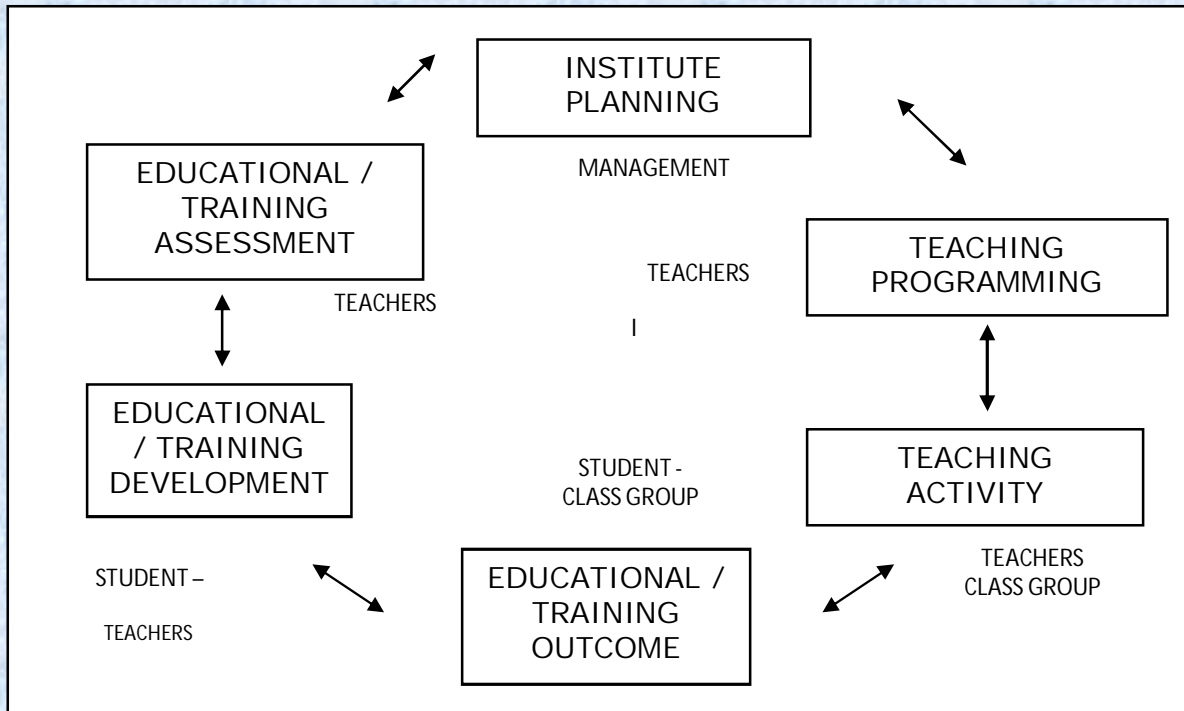 INSTITUTE
PLANNING
MANAGEMENT
EDUCATIONAL /
TRAINING
ASSESSMENT
TEACHERS
TEACHING
PROGRAMMING
TEACHERS
I
EDUCATIONAL
/ TRAINING
DEVELOPMENT
STUDENT –
TEACHERS
TEACHING
ACTIVITY
TEACHERS
CLASS GROUP
STUDENT -
CLASS GROUP
EDUCATIONAL /
TRAINING
OUTCOME